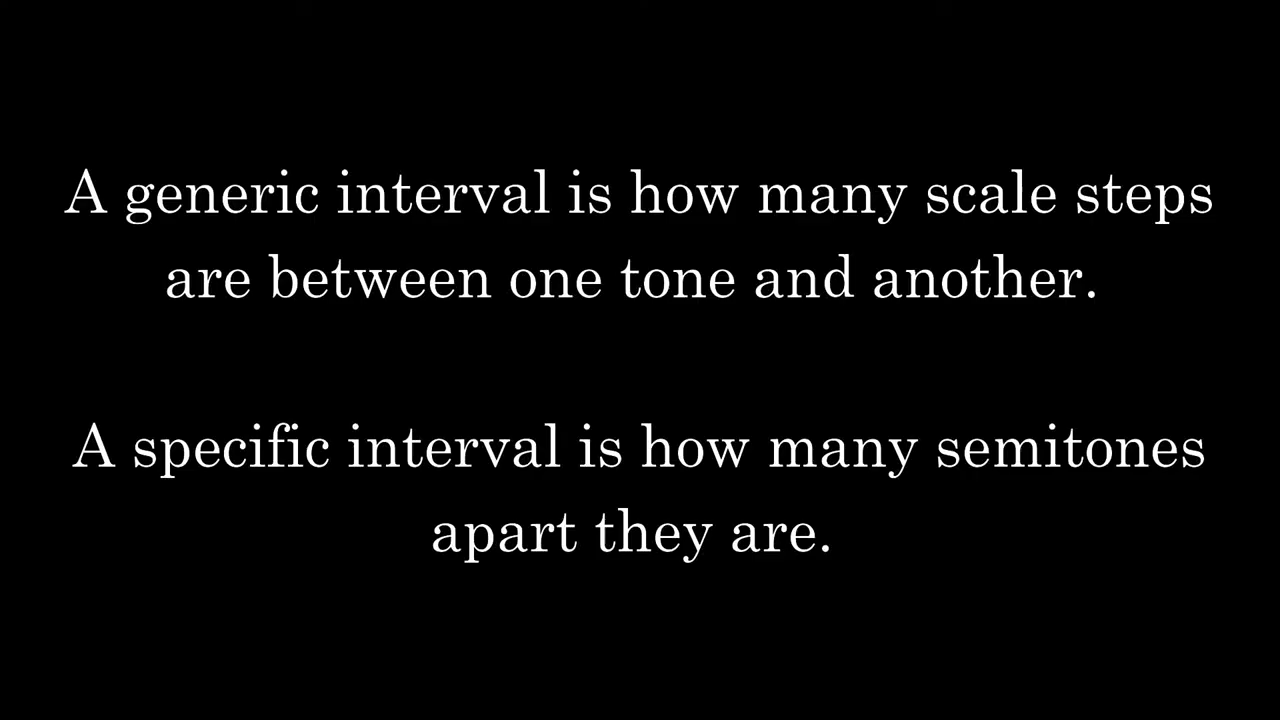 A generic interval is how many scale steps
are between one tone and another.
A specific interval is how many semitones
apart they are.